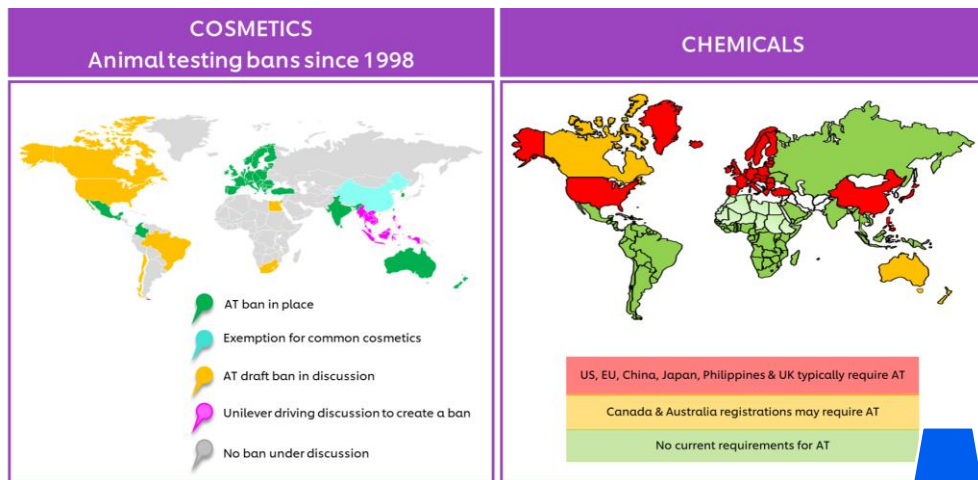 COSMETICS
Animal testing bans since 1998
AT ban in place
Exemption for common cosmetics
AT draft ban in discussion
Unilever driving discussion to create a ban
No ban under discussion
CHEMICALS
US, EU, China, Japan, Philippines & UK typically require AT
Canada & Australia registrations may require AT
No current requirements for AT